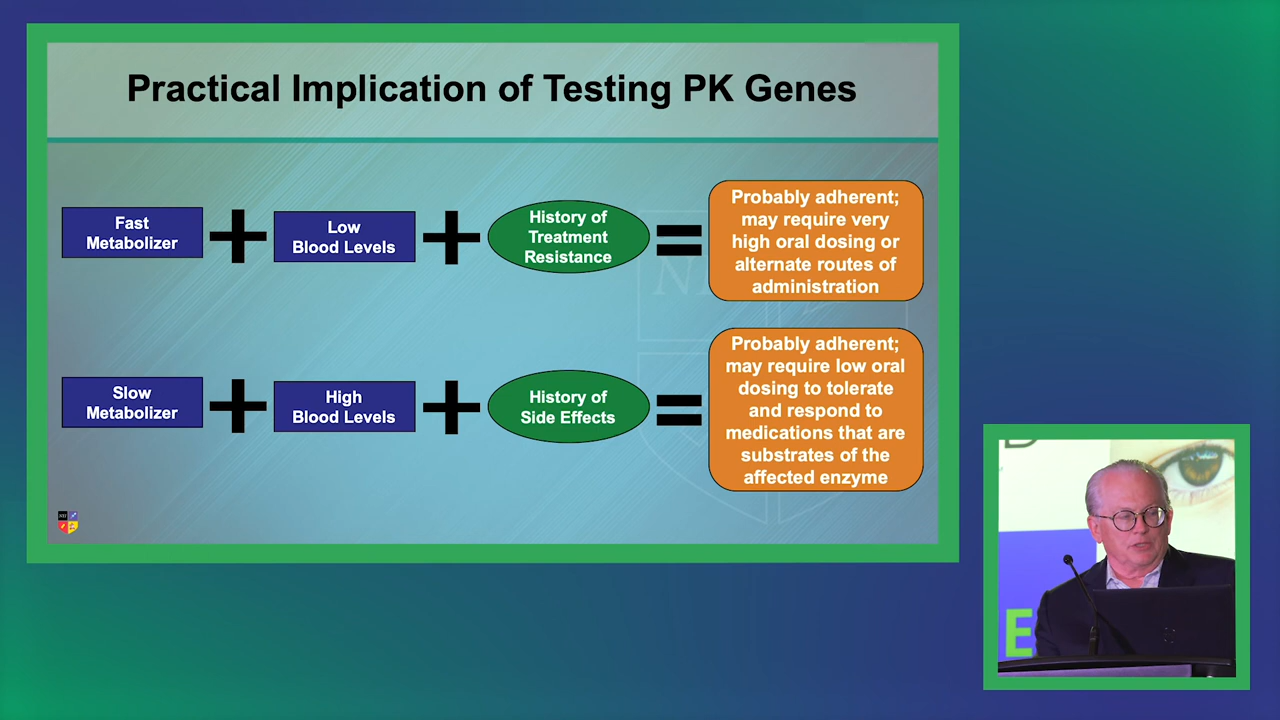 Practical Implication of Testing PK Genes
Fast
Metabolizer
Low
Blood Levels
History of
Treatment
Resistance
Probably adherent;
may require very
high oral dosing or
alternate routes of
administration
Slow
Metabolizer
High
Blood Levels
History of
Side Effects
Probably adherent;
may require low oral
dosing to tolerate
and respond to
medications that are
substrates of the
affected enzyme
E